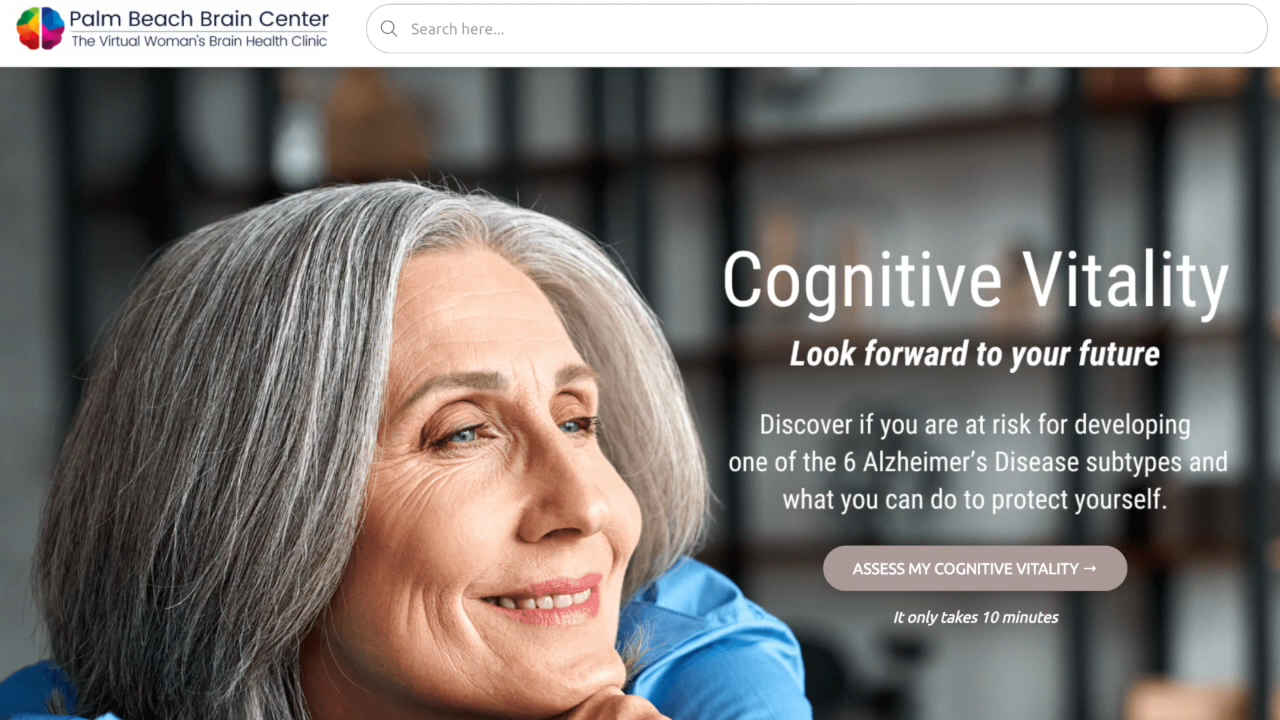 Palm Beach Brain Center
The Virtual Woman's Brain Health Clinic
Search here...
Cognitive Vitality
Look forward to your future
Discover if you are at risk for developing
one of the 6 Alzheimer's Disease subtypes and
what you can do to protect yourself.
ASSESS MY COGNITIVE VITALITY →
It only takes 10 minutes